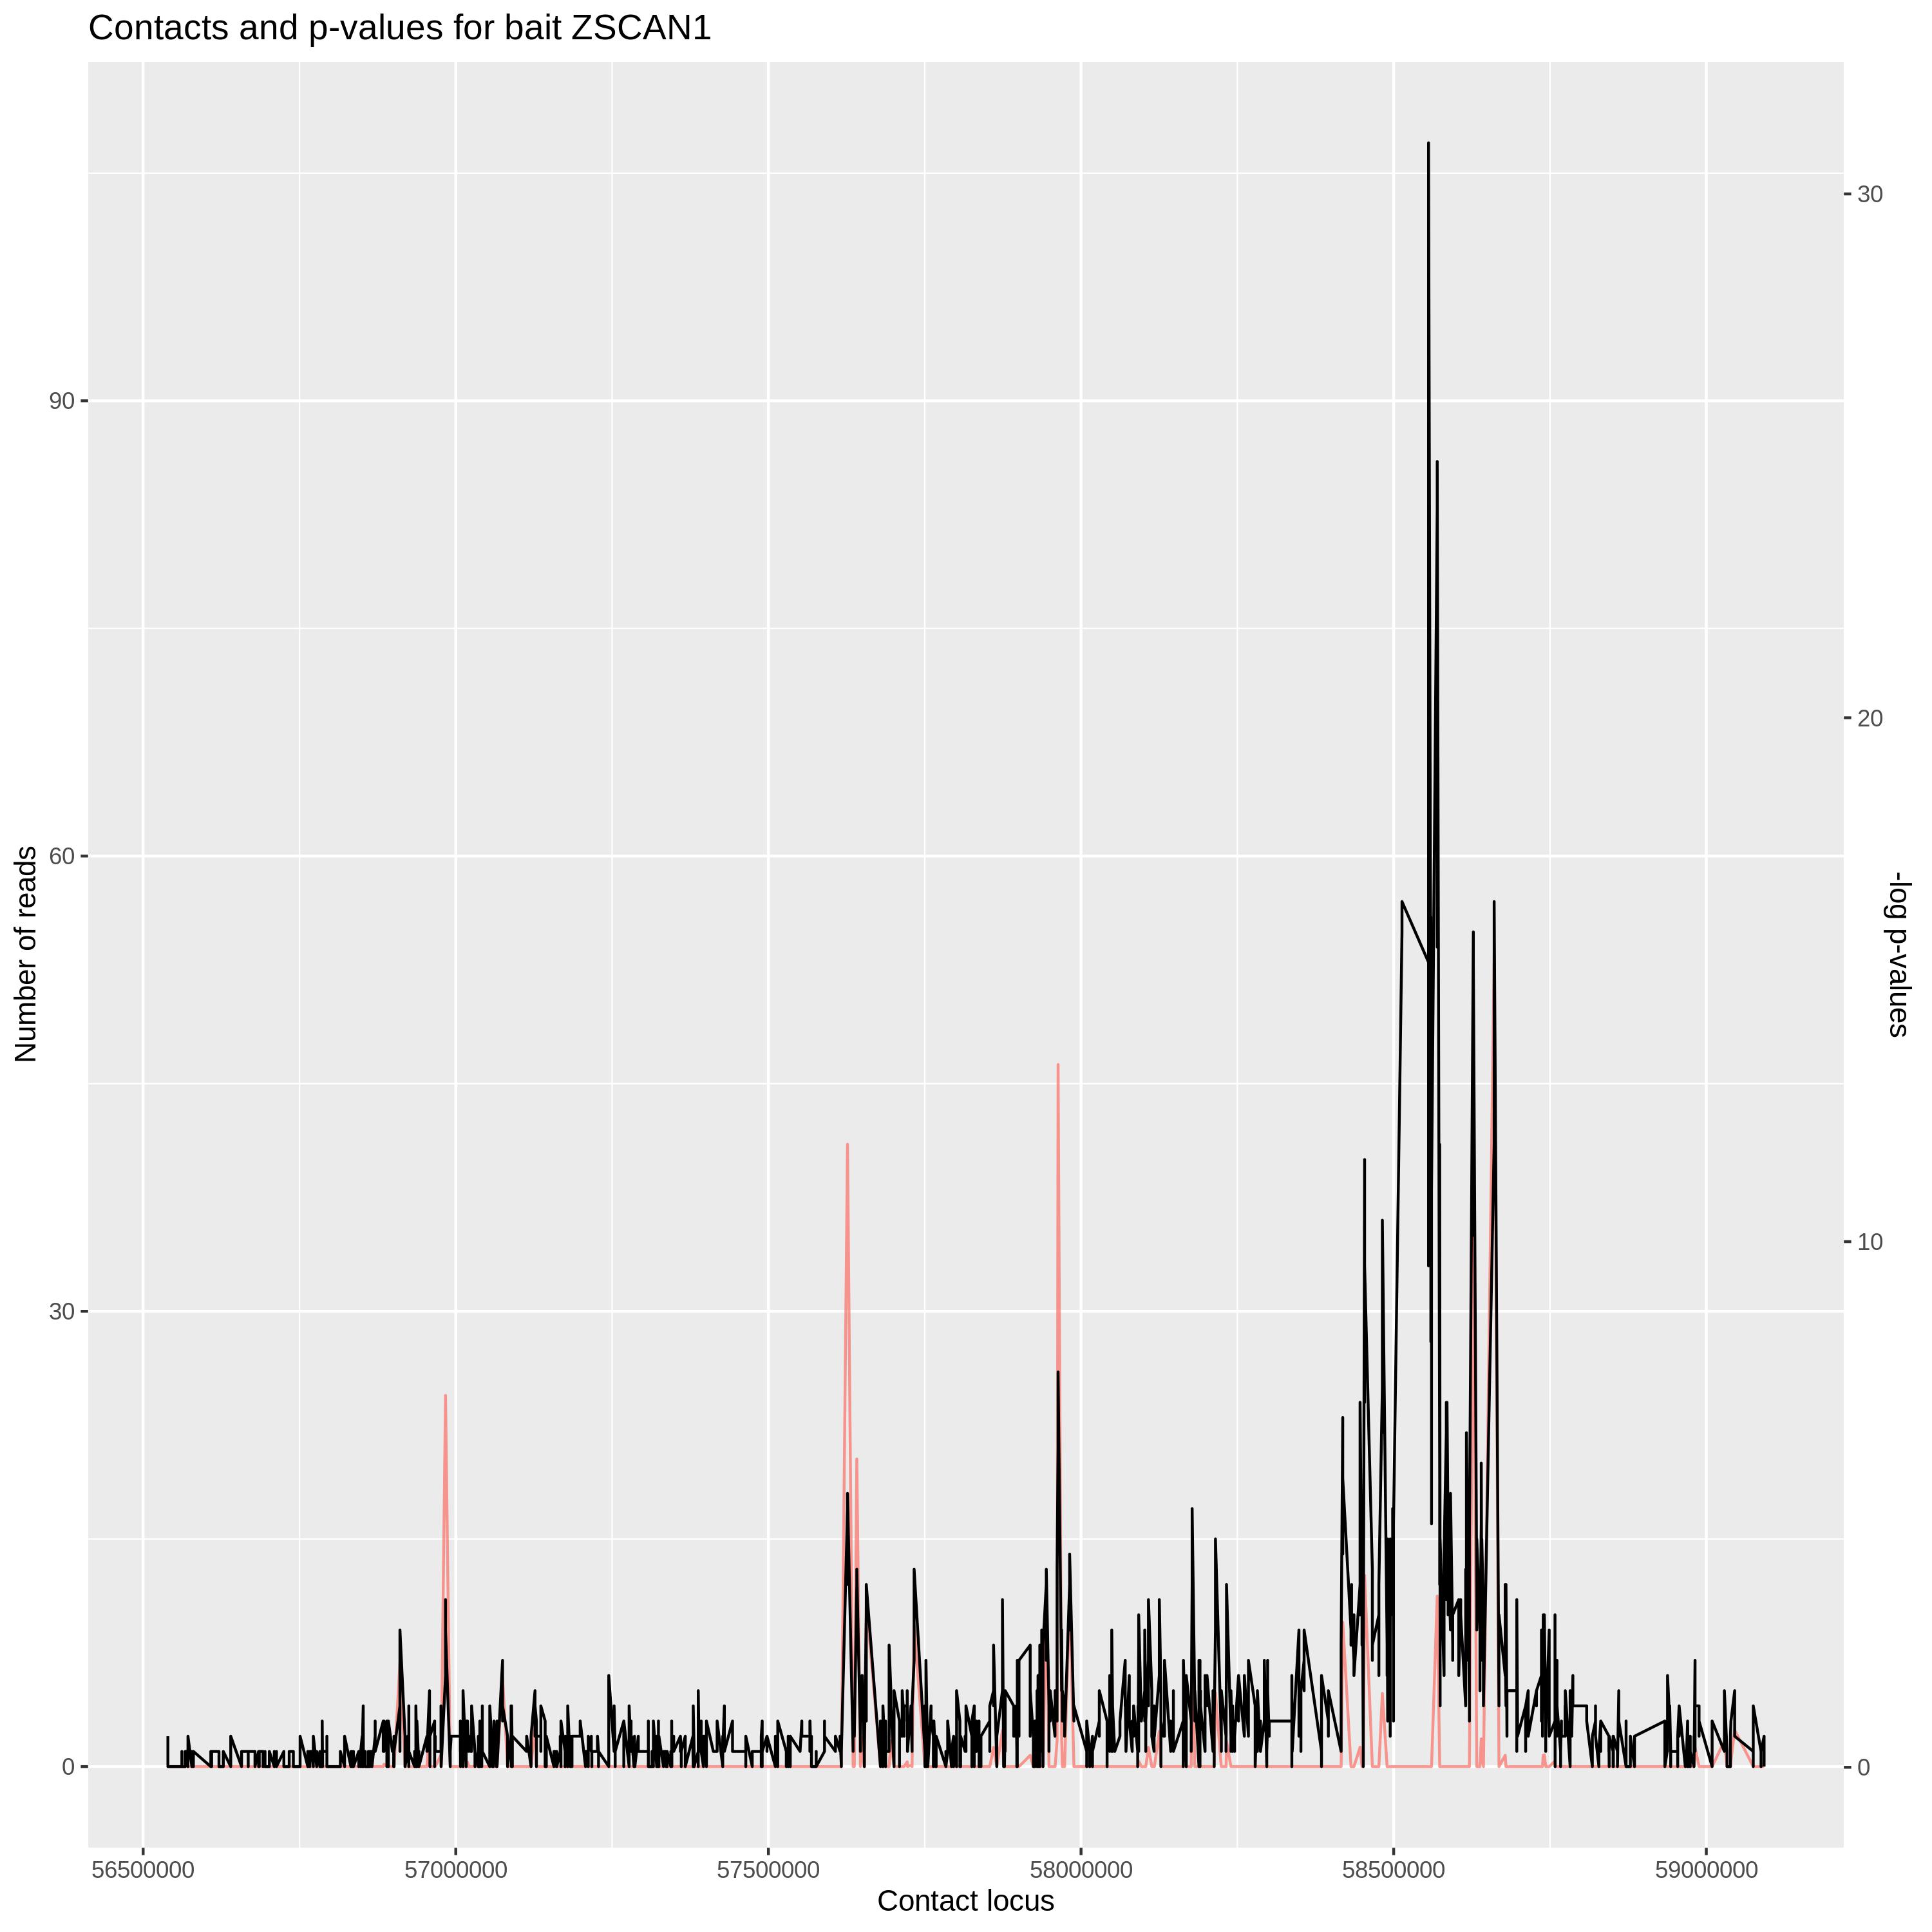 Contacts and p-values for bait ZSCAN1
90
60
30
0
Number of reads
30
20
10
0
-log p-values
56500000 57000000 57500000 58000000 58500000 59000000
Contact locus